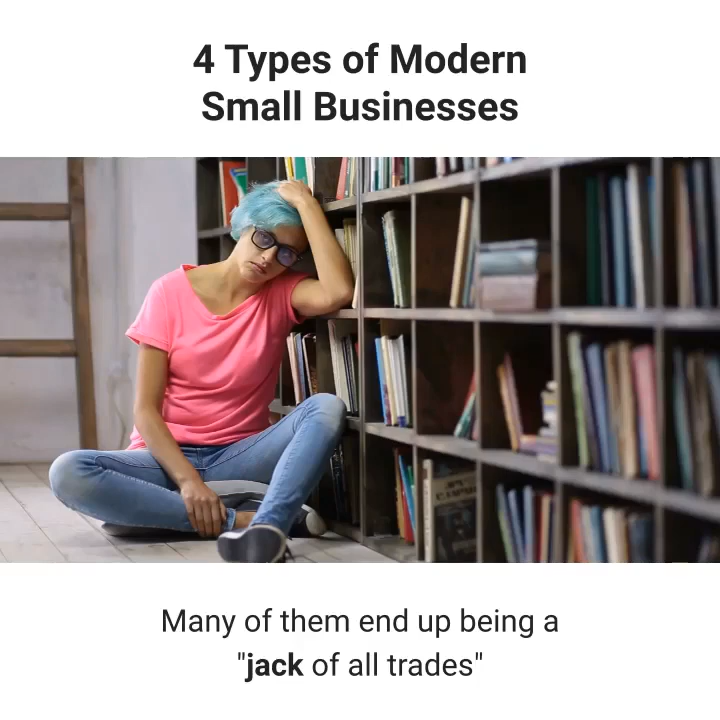 4 Types of Modern
Small Businesses
Many of them end up being a
"jack of all trades"